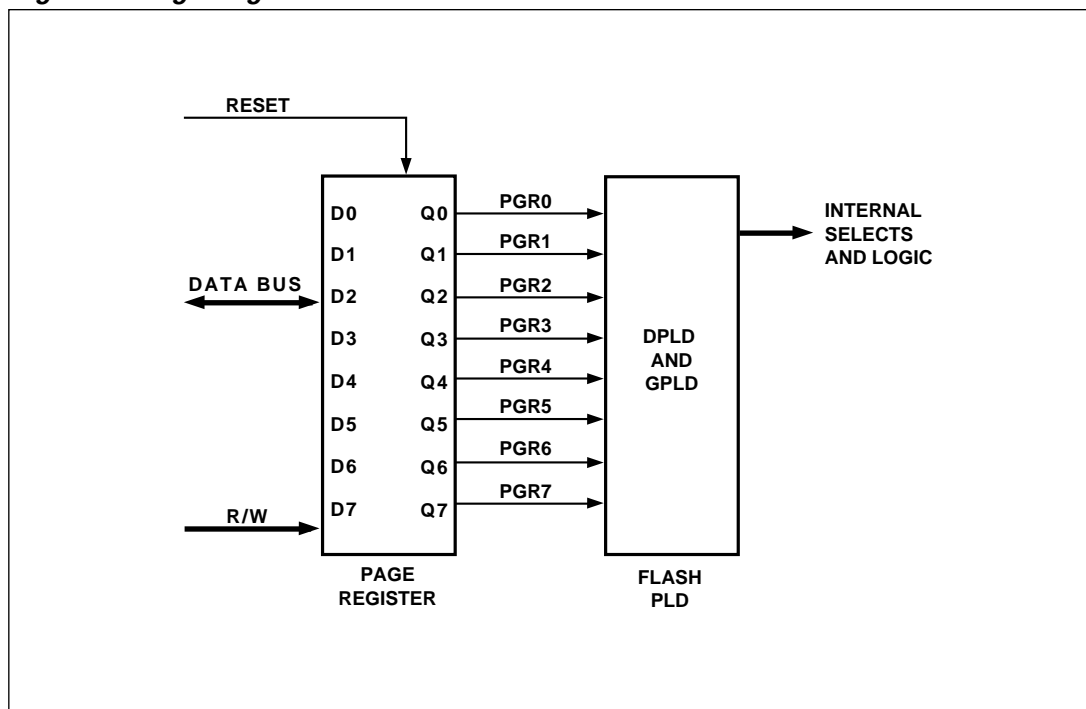 RESET
D0 Q0 PGR0
D1 Q1 PGR1
DATA BUS D2 Q2 PGR2
D3 Q3 PGR3
D4 Q4 PGR4
D5 Q5 PGR5
D6 Q6 PGR6
R/W D7 Q7 PGR7
DPLD
AND
GPLD
INTERNAL
SELECTS
AND LOGIC
PAGE
REGISTER
FLASH
PLD